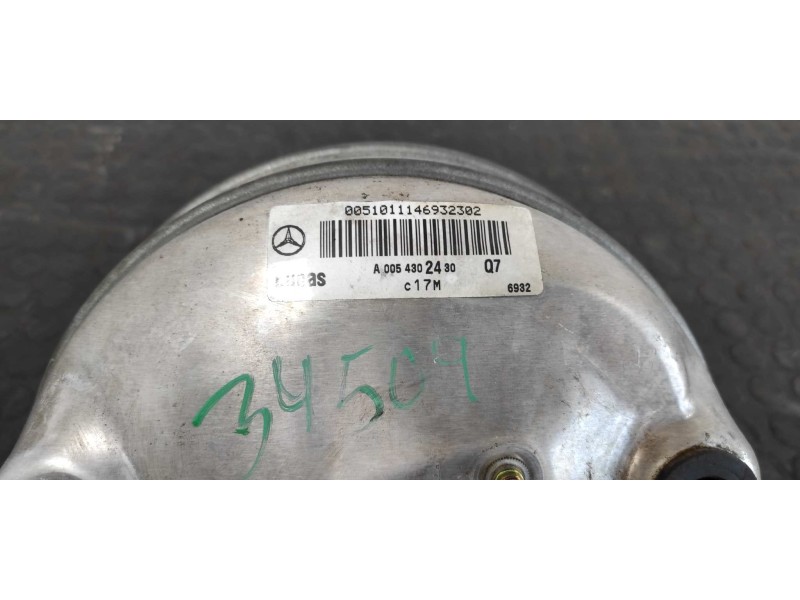 0051011146932302
A 005 430 24 30 Q7
Lucas
c17M 6932
34504